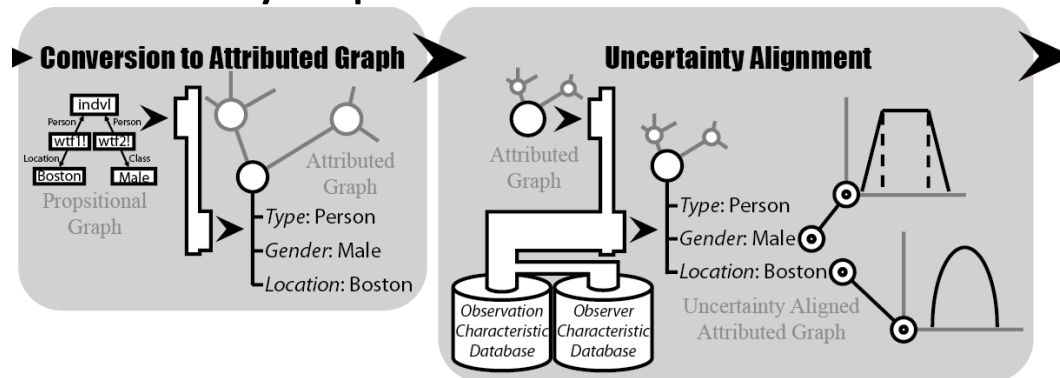 Conversion to Attributed Graph
indvl
Person
Person
wtf1!
wtf2!
Location
Class
Boston
Male
Propsitional
Graph
Attributed
Graph
Type: Person
Gender: Male
Location: Boston
Uncertainty Alignment
Attributed
Graph
Type: Person
Gender: Male
Location: Boston
Observation
Characteristic
Database
Observer
Characteristic
Database
Uncertainty Aligned
Attributed Graph